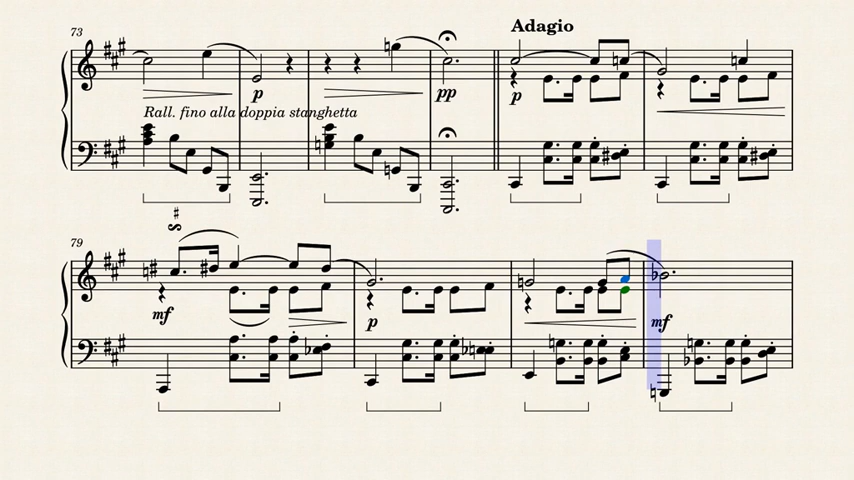 Adagio
73
p
pp
p
Rall. fino alla doppia stanghetta
79
mf
p
mf